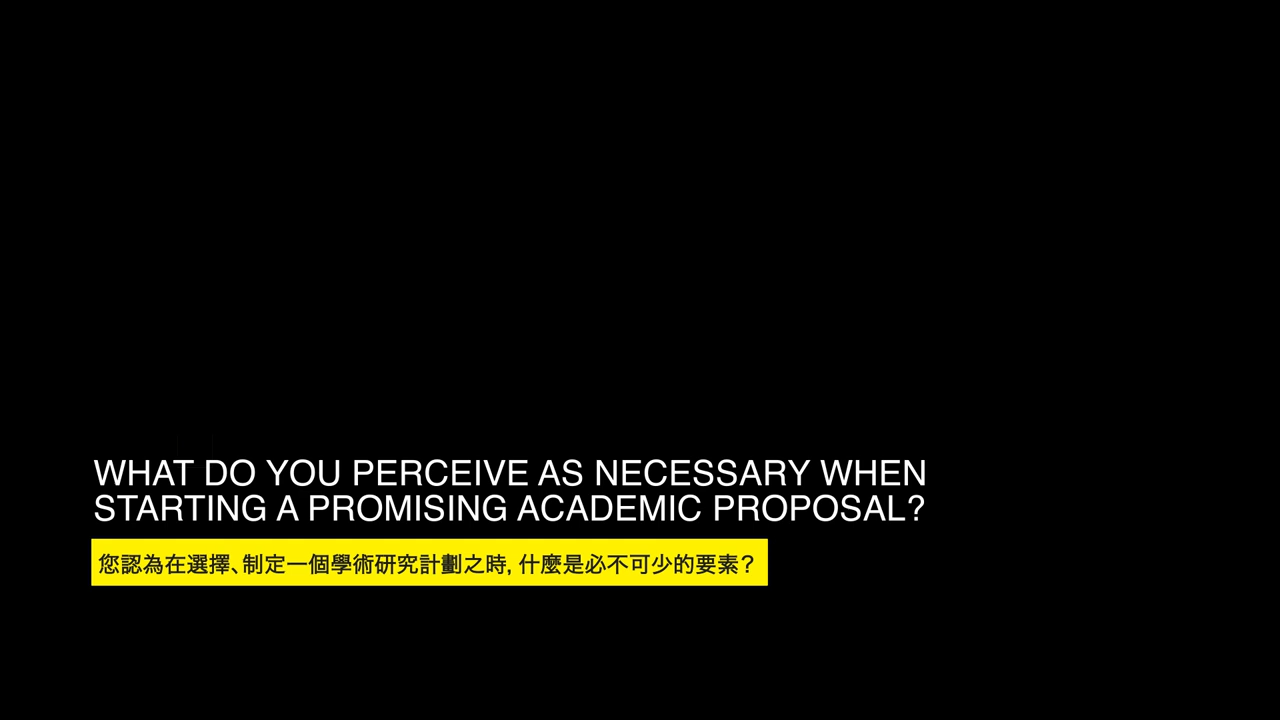 WHAT DO YOU PERCEIVE AS NECESSARY WHEN
STARTING A PROMISING ACADEMIC PROPOSAL?
您認為在選擇、制定一個學術研究計劃之時, 什麼是必不可少的要素?